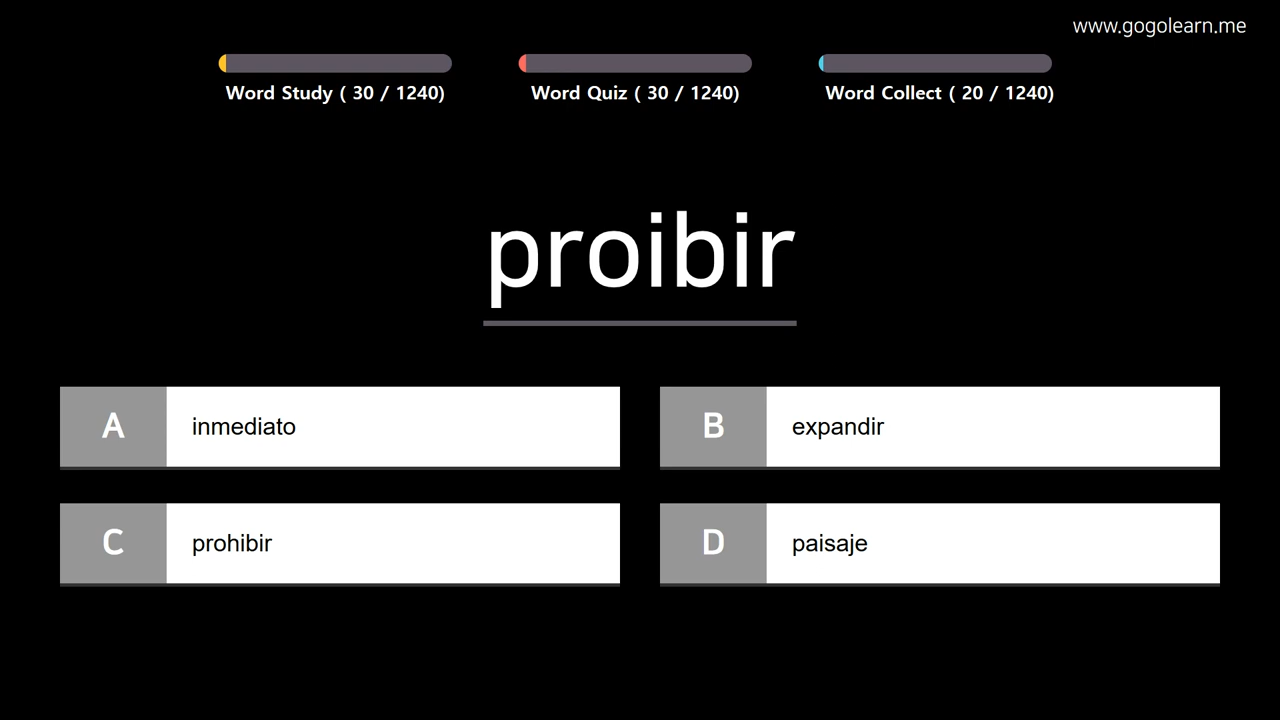 www.gogolearn.me
Word Study ( 30 / 1240)
Word Quiz ( 30 / 1240)
Word Collect ( 20 / 1240)
proibir
A inmediato
B expandir
C prohibir
D paisaje